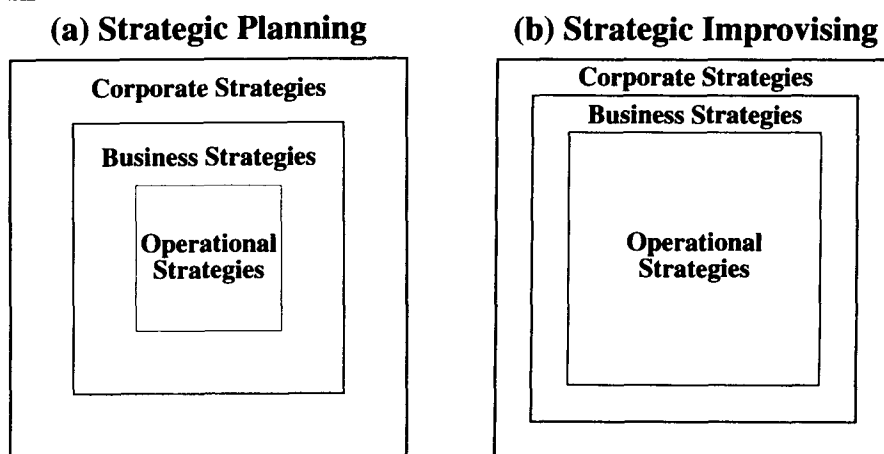 (a) Strategic Planning
Corporate Strategies
Business Strategies
Operational
Strategies
(b) Strategic Improvising
Corporate Strategies
Business Strategies
Operational
Strategies